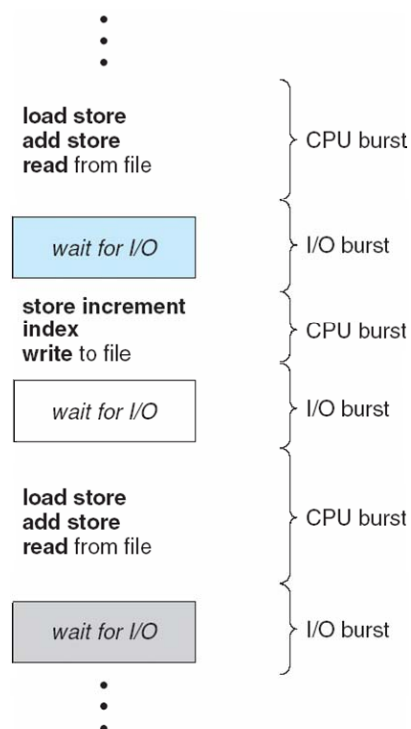 load store
add store
read from file
CPU burst
wait for I/O
I/O burst
store increment
index
write to file
CPU burst
wait for I/O
I/O burst
load store
add store
read from file
CPU burst
wait for I/O
I/O burst